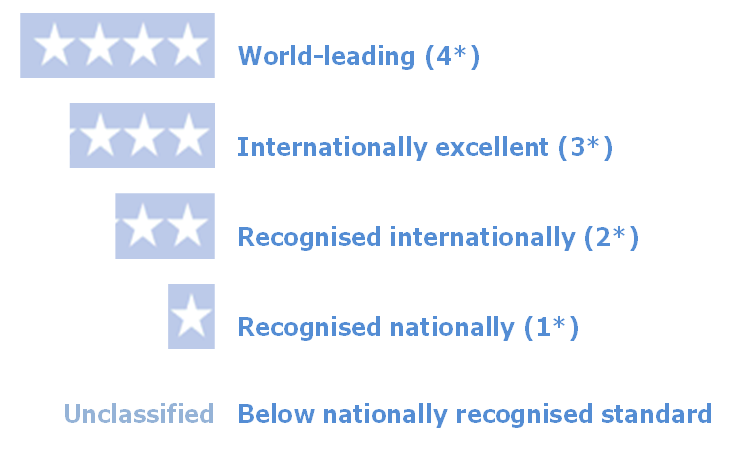 World-leading (4*)
Internationally excellent (3*)
Recognised internationally (2*)
Recognised nationally (1*)
Unclassified Below nationally recognised standard